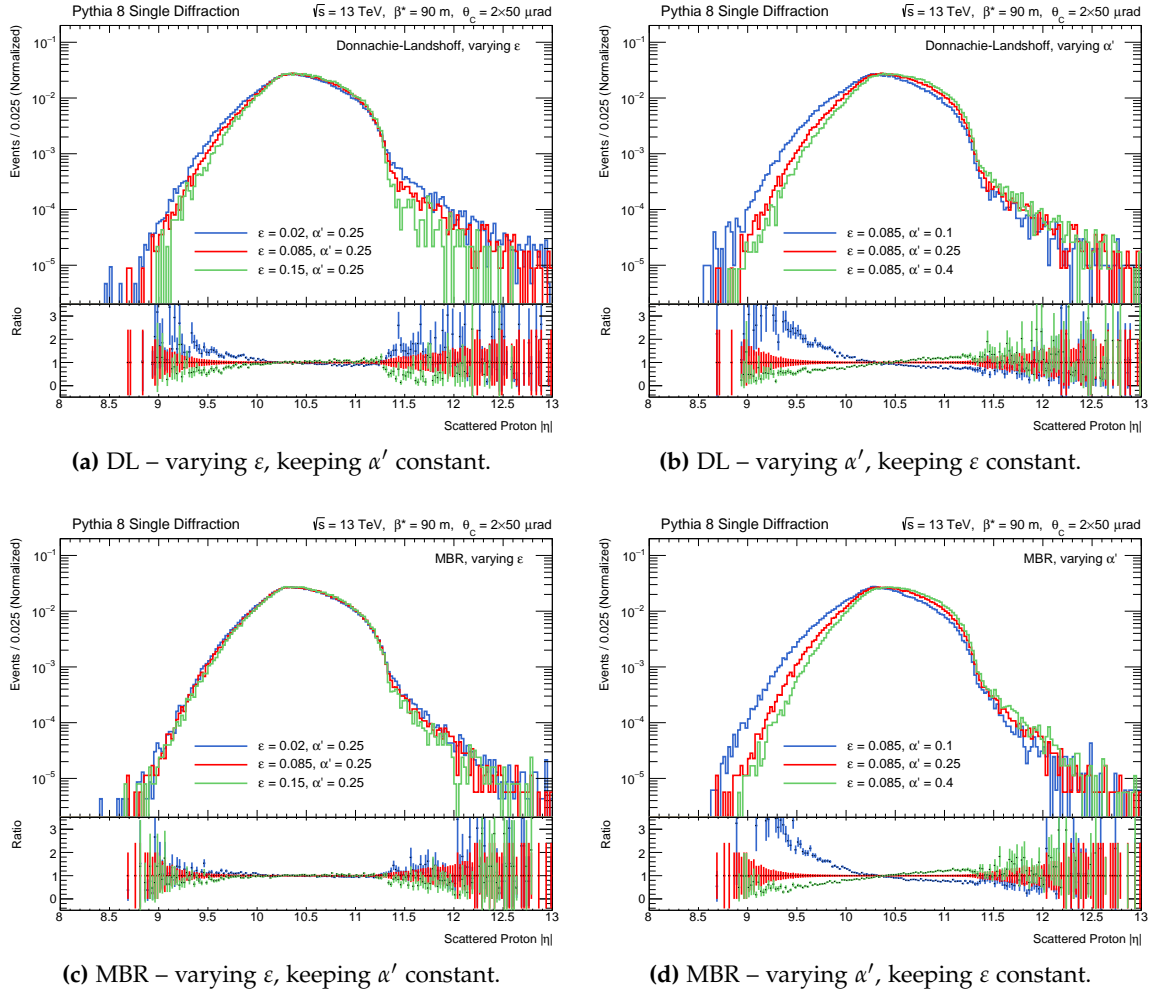 Pythia 8 Single Diffraction
√s = 13 TeV, β* = 90 m, θC = 2×50 μrad
Donnachie-Landshoff, varying ε
Events / 0.025 (Normalized)
10⁻¹
10⁻²
10⁻³
10⁻⁴
10⁻⁵
ε = 0.02, α' = 0.25
ε = 0.085, α' = 0.25
ε = 0.15, α' = 0.25
Ratio
3
2
1
0
8 8.5 9 9.5 10 10.5 11 11.5 12 12.5 13
Scattered Proton |η|
(a) DL – varying ε, keeping α′ constant.
Pythia 8 Single Diffraction
√s = 13 TeV, β* = 90 m, θC = 2×50 μrad
Donnachie-Landshoff, varying α'
Events / 0.025 (Normalized)
10⁻¹
10⁻²
10⁻³
10⁻⁴
10⁻⁵
ε = 0.085, α' = 0.1
ε = 0.085, α' = 0.25
ε = 0.085, α' = 0.4
Ratio
3
2
1
0
8 8.5 9 9.5 10 10.5 11 11.5 12 12.5 13
Scattered Proton |η|
(b) DL – varying α′, keeping ε constant.
Pythia 8 Single Diffraction
√s = 13 TeV, β* = 90 m, θC = 2×50 μrad
MBR, varying ε
Events / 0.025 (Normalized)
10⁻¹
10⁻²
10⁻³
10⁻⁴
10⁻⁵
ε = 0.02, α' = 0.25
ε = 0.085, α' = 0.25
ε = 0.15, α' = 0.25
Ratio
3
2
1
0
8 8.5 9 9.5 10 10.5 11 11.5 12 12.5 13
Scattered Proton |η|
(c) MBR – varying ε, keeping α′ constant.
Pythia 8 Single Diffraction
√s = 13 TeV, β* = 90 m, θC = 2×50 μrad
MBR, varying α'
Events / 0.025 (Normalized)
10⁻¹
10⁻²
10⁻³
10⁻⁴
10⁻⁵
ε = 0.085, α' = 0.1
ε = 0.085, α' = 0.25
ε = 0.085, α' = 0.4
Ratio
3
2
1
0
8 8.5 9 9.5 10 10.5 11 11.5 12 12.5 13
Scattered Proton |η|
(d) MBR – varying α′, keeping ε constant.